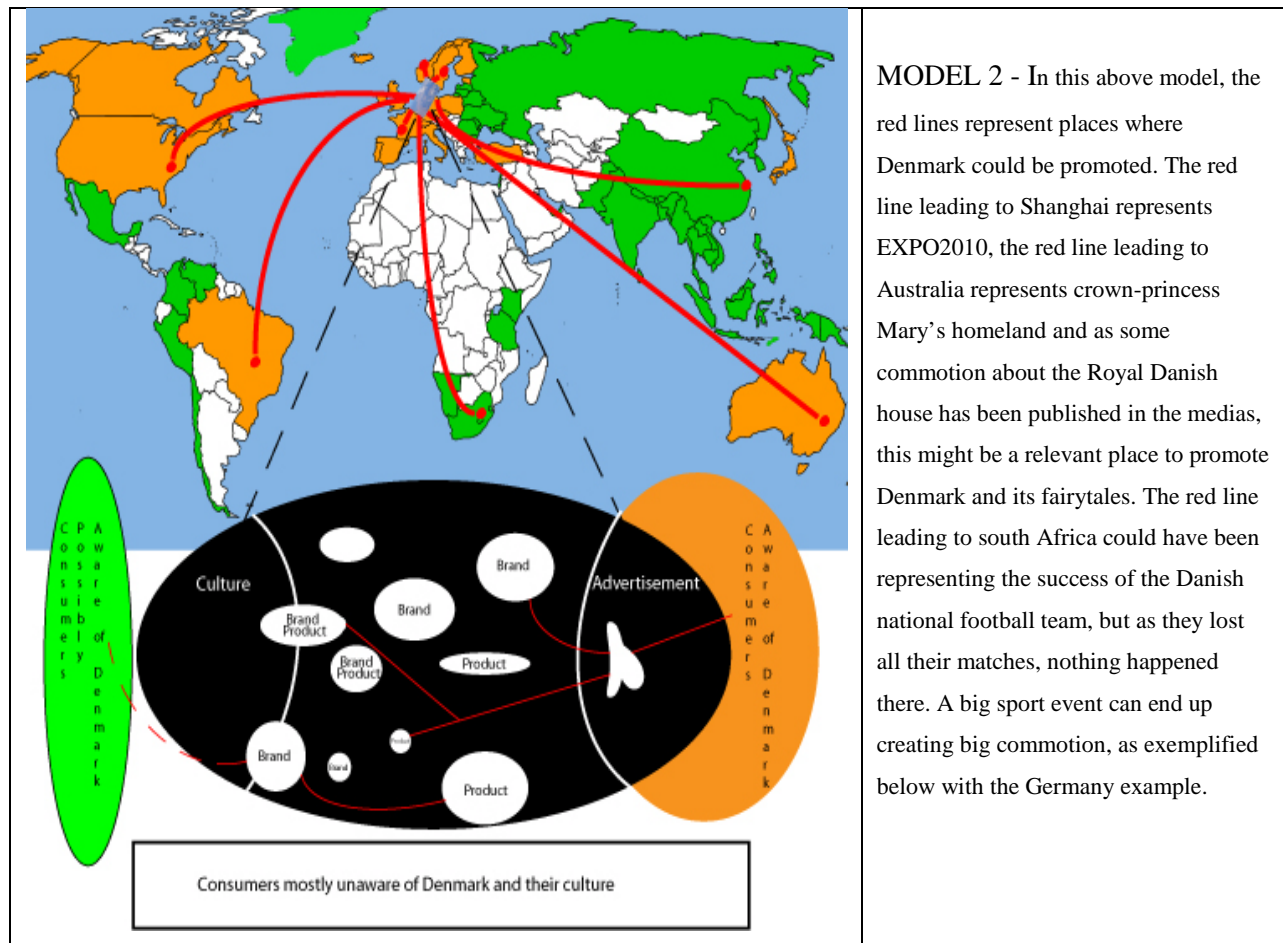 MODEL 2 - In this above model, the
red lines represent places where
Denmark could be promoted. The red
line leading to Shanghai represents
EXPO2010, the red line leading to
Australia represents crown-princess
Mary's homeland and as some
commotion about the Royal Danish
house has been published in the medias,
this might be a relevant place to promote
Denmark and its fairytales. The red line
leading to south Africa could have been
representing the success of the Danish
national football team, but as they lost
all their matches, nothing happened
there. A big sport event can end up
creating big commotion, as exemplified
below with the Germany example.
Consumers
Possibly
Aware of Denmark
Culture
Brand
Advertisement
Brand
Brand
Product
Brand
Product
Product
Brand
Product
Brand
Product
Consumers
Aware of Denmark
Consumers mostly unaware of Denmark and their culture